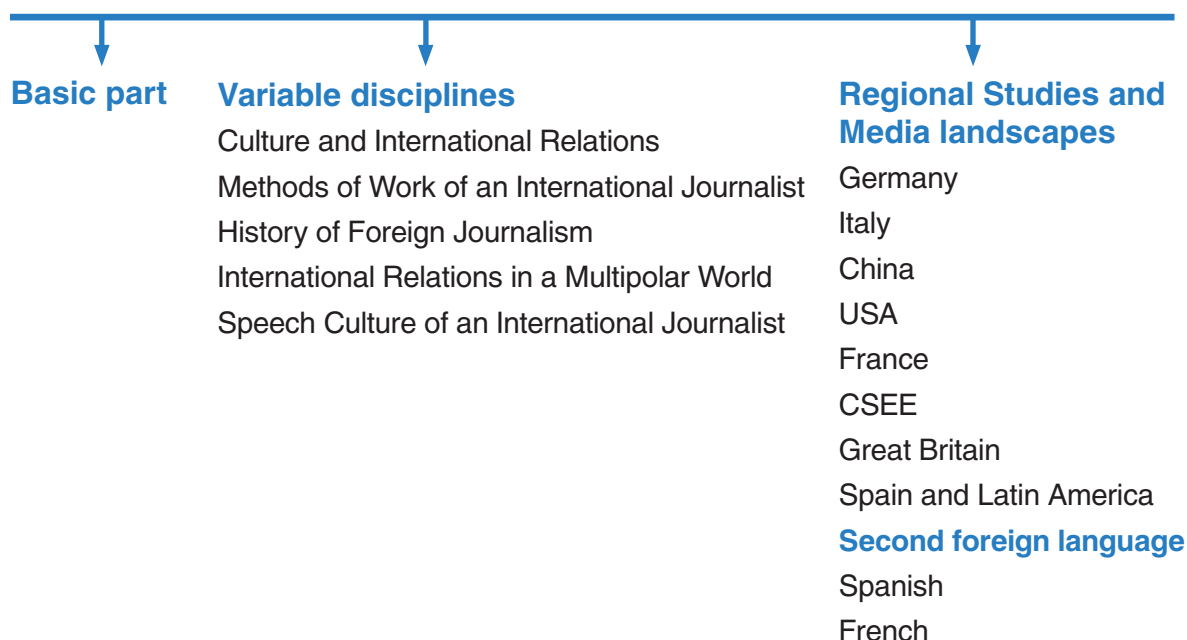 Basic part
Variable disciplines
Culture and International Relations
Methods of Work of an International Journalist
History of Foreign Journalism
International Relations in a Multipolar World
Speech Culture of an International Journalist
Regional Studies and
Media landscapes
Germany
Italy
China
USA
France
CSEE
Great Britain
Spain and Latin America
Second foreign language
Spanish
French